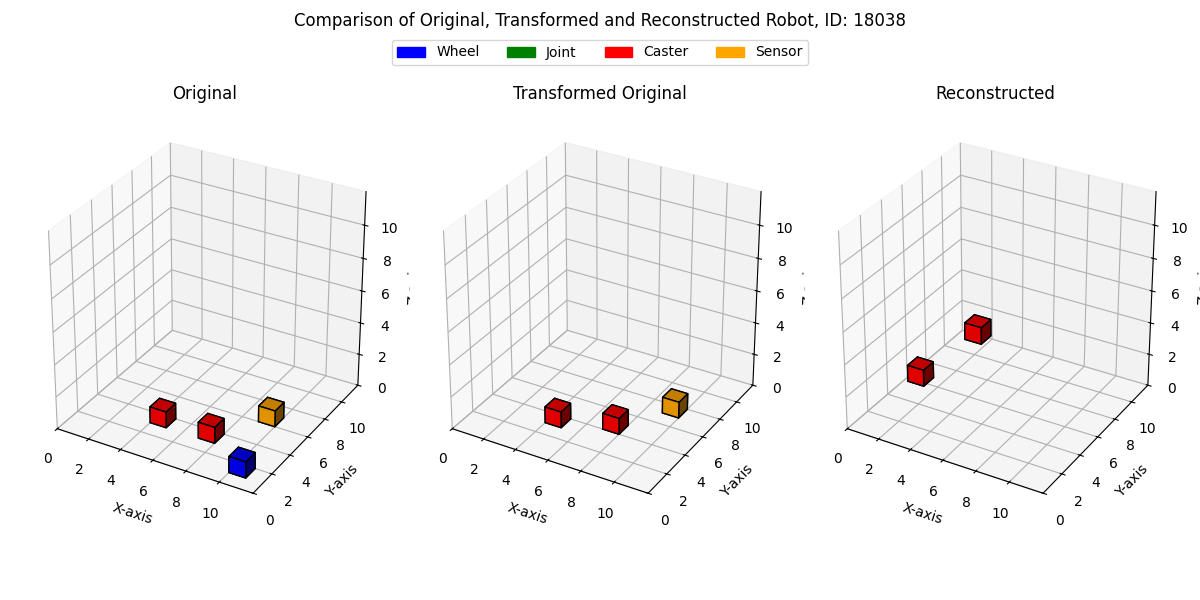 Comparison of Original, Transformed and Reconstructed Robot, ID: 18038
Wheel Joint Caster Sensor
Original
0 2 4 6 8 10
X-axis
0 2 4 6 8 10
Y-axis
0 2 4 6 8 10
Transformed Original
0 2 4 6 8 10
X-axis
0 2 4 6 8 10
Y-axis
0 2 4 6 8 10
Reconstructed
0 2 4 6 8 10
X-axis
0 2 4 6 8 10
Y-axis
0 2 4 6 8 10